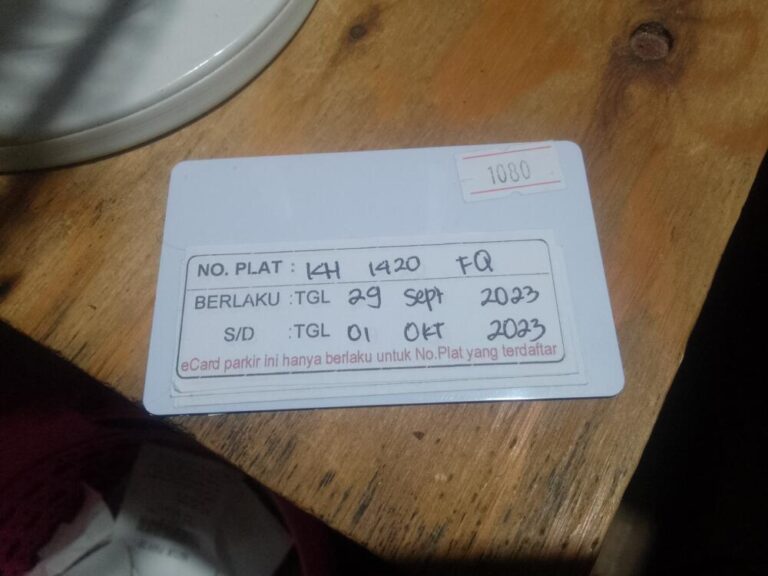 1080
NO. PLAT : KH 1420 FQ
BERLAKU : TGL 29 Sept 2023
S/D : TGL 01 OKT 2023
eCard parkir ini hanya berlaku untuk No.Plat yang terdaftar